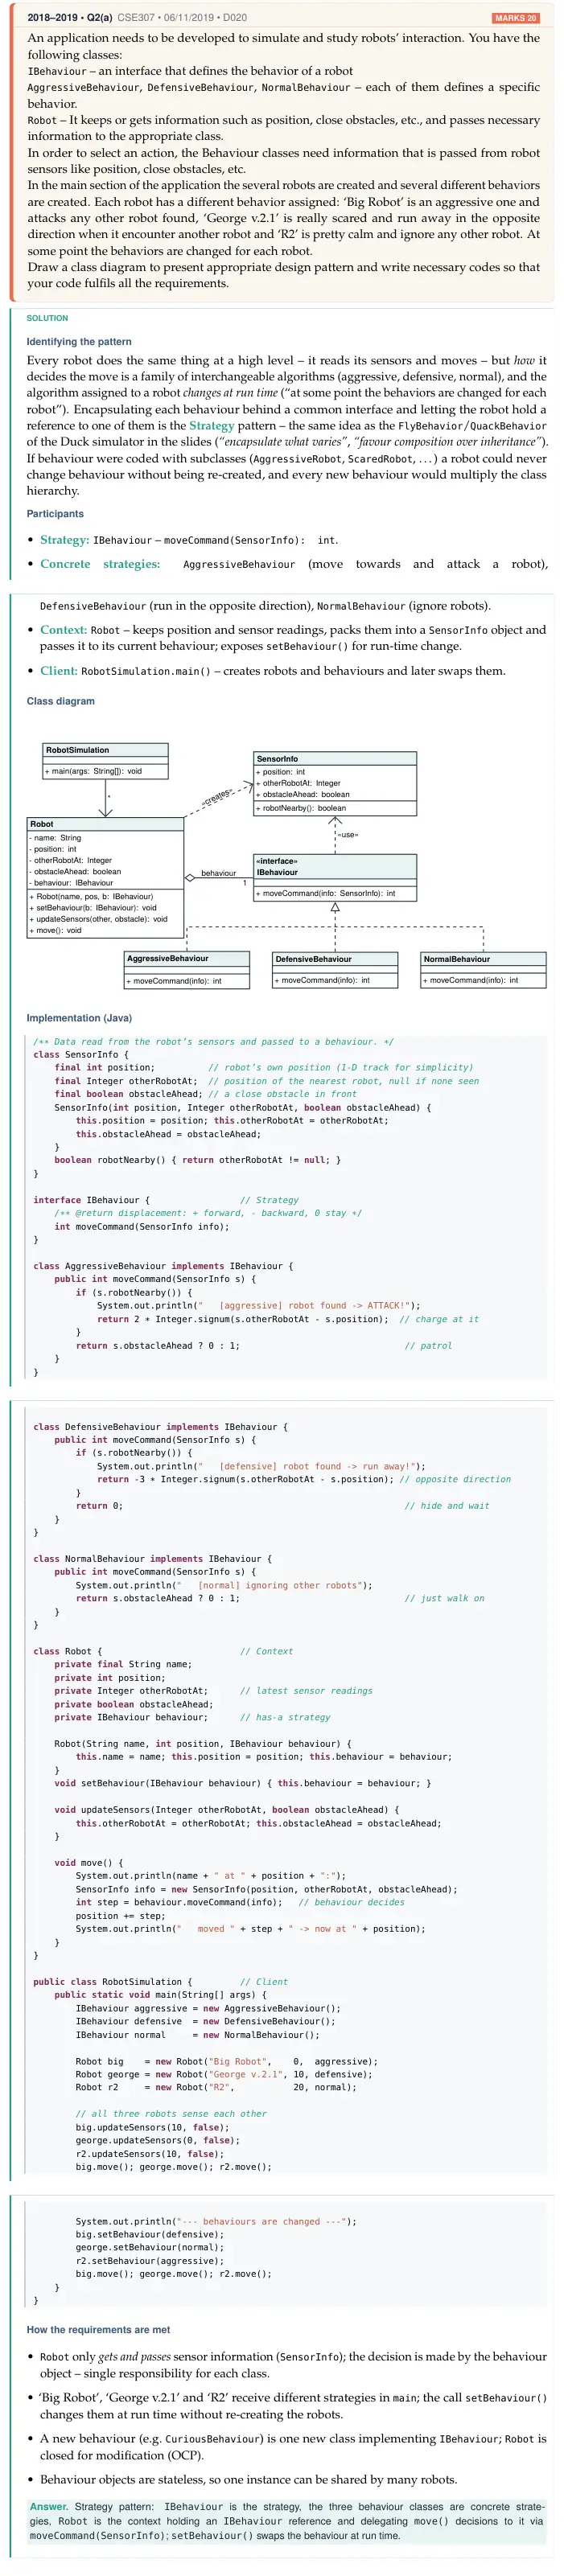 2018–2019 • Q2(a) CSE307 • 06/11/2019 • D020
MARKS 20
An application needs to be developed to simulate and study robots' interaction. You have the
following classes:
IBehaviour – an interface that defines the behavior of a robot
AggressiveBehaviour, DefensiveBehaviour, NormalBehaviour – each of them defines a specific
behavior.
Robot – It keeps or gets information such as position, close obstacles, etc., and passes necessary
information to the appropriate class.
In order to select an action, the Behaviour classes need information that is passed from robot
sensors like position, close obstacles, etc.
In the main section of the application the several robots are created and several different behaviors
are created. Each robot has a different behavior assigned: 'Big Robot' is an aggressive one and
attacks any other robot found, 'George v.2.1' is really scared and run away in the opposite
direction when it encounter another robot and 'R2' is pretty calm and ignore any other robot. At
some point the behaviors are changed for each robot.
Draw a class diagram to present appropriate design pattern and write necessary codes so that
your code fulfils all the requirements.
SOLUTION
Identifying the pattern
Every robot does the same thing at a high level – it reads its sensors and moves – but how it
decides the move is a family of interchangeable algorithms (aggressive, defensive, normal), and the
algorithm assigned to a robot changes at run time ("at some point the behaviors are changed for each
robot"). Encapsulating each behaviour behind a common interface and letting the robot hold a
reference to one of them is the Strategy pattern – the same idea as the FlyBehavior/QuackBehavior
of the Duck simulator in the slides ("encapsulate what varies", "favour composition over inheritance").
If behaviour were coded with subclasses (AggressiveRobot, ScaredRobot, ...) a robot could never
change behaviour without being re-created, and every new behaviour would multiply the class
hierarchy.
Participants
• Strategy: IBehaviour – moveCommand(SensorInfo): int.
• Concrete strategies: AggressiveBehaviour (move towards and attack a robot),
DefensiveBehaviour (run in the opposite direction), NormalBehaviour (ignore robots).
• Context: Robot – keeps position and sensor readings, packs them into a SensorInfo object and
passes it to its current behaviour; exposes setBehaviour() for run-time change.
• Client: RobotSimulation.main() – creates robots and behaviours and later swaps them.
Class diagram
RobotSimulation
+ main(args: String[]): void
*
«creates»
SensorInfo
+ position: int
+ otherRobotAt: Integer
+ obstacleAhead: boolean
+ robotNearby(): boolean
«use»
Robot
- name: String
- position: int
- otherRobotAt: Integer
- obstacleAhead: boolean
- behaviour: IBehaviour
+ Robot(name, pos, b: IBehaviour)
+ setBehaviour(b: IBehaviour): void
+ updateSensors(other, obstacle): void
+ move(): void
behaviour
1
«interface»
IBehaviour
+ moveCommand(info: SensorInfo): int
AggressiveBehaviour
+ moveCommand(info): int
DefensiveBehaviour
+ moveCommand(info): int
NormalBehaviour
+ moveCommand(info): int
Implementation (Java)
/** Data read from the robot's sensors and passed to a behaviour. */
class SensorInfo {
    final int position;          // robot's own position (1-D track for simplicity)
    final Integer otherRobotAt;  // position of the nearest robot, null if none seen
    final boolean obstacleAhead; // a close obstacle in front
    SensorInfo(int position, Integer otherRobotAt, boolean obstacleAhead) {
        this.position = position; this.otherRobotAt = otherRobotAt;
        this.obstacleAhead = obstacleAhead;
    }
    boolean robotNearby() { return otherRobotAt != null; }
}
interface IBehaviour {                 // Strategy
    /** @return displacement: + forward, - backward, 0 stay */
    int moveCommand(SensorInfo info);
}
class AggressiveBehaviour implements IBehaviour {
    public int moveCommand(SensorInfo s) {
        if (s.robotNearby()) {
            System.out.println("   [aggressive] robot found -> ATTACK!");
            return 2 * Integer.signum(s.otherRobotAt - s.position);  // charge at it
        }
        return s.obstacleAhead ? 0 : 1;                               // patrol
    }
}
class DefensiveBehaviour implements IBehaviour {
    public int moveCommand(SensorInfo s) {
        if (s.robotNearby()) {
            System.out.println("   [defensive] robot found -> run away!");
            return -3 * Integer.signum(s.otherRobotAt - s.position); // opposite direction
        }
        return 0;                                                     // hide and wait
    }
}
class NormalBehaviour implements IBehaviour {
    public int moveCommand(SensorInfo s) {
        System.out.println("   [normal] ignoring other robots");
        return s.obstacleAhead ? 0 : 1;                               // just walk on
    }
}
class Robot {                          // Context
    private final String name;
    private int position;
    private Integer otherRobotAt;      // latest sensor readings
    private boolean obstacleAhead;
    private IBehaviour behaviour;      // has-a strategy
    Robot(String name, int position, IBehaviour behaviour) {
        this.name = name; this.position = position; this.behaviour = behaviour;
    }
    void setBehaviour(IBehaviour behaviour) { this.behaviour = behaviour; }
    void updateSensors(Integer otherRobotAt, boolean obstacleAhead) {
        this.otherRobotAt = otherRobotAt; this.obstacleAhead = obstacleAhead;
    }
    void move() {
        System.out.println(name + " at " + position + ":");
        SensorInfo info = new SensorInfo(position, otherRobotAt, obstacleAhead);
        int step = behaviour.moveCommand(info);   // behaviour decides
        position += step;
        System.out.println("   moved " + step + " -> now at " + position);
    }
}
public class RobotSimulation {         // Client
    public static void main(String[] args) {
        IBehaviour aggressive = new AggressiveBehaviour();
        IBehaviour defensive  = new DefensiveBehaviour();
        IBehaviour normal     = new NormalBehaviour();
        Robot big    = new Robot("Big Robot",    0,  aggressive);
        Robot george = new Robot("George v.2.1", 10, defensive);
        Robot r2     = new Robot("R2",           20, normal);
        // all three robots sense each other
        big.updateSensors(10, false);
        george.updateSensors(0, false);
        r2.updateSensors(10, false);
        big.move(); george.move(); r2.move();
        System.out.println("--- behaviours are changed ---");
        big.setBehaviour(defensive);
        george.setBehaviour(normal);
        r2.setBehaviour(aggressive);
        big.move(); george.move(); r2.move();
    }
}
How the requirements are met
• Robot only gets and passes sensor information (SensorInfo); the decision is made by the behaviour
object – single responsibility for each class.
• 'Big Robot', 'George v.2.1' and 'R2' receive different strategies in main; the call setBehaviour()
changes them at run time without re-creating the robots.
• A new behaviour (e.g. CuriousBehaviour) is one new class implementing IBehaviour; Robot is
closed for modification (OCP).
• Behaviour objects are stateless, so one instance can be shared by many robots.
Answer. Strategy pattern: IBehaviour is the strategy, the three behaviour classes are concrete strate-
gies, Robot is the context holding an IBehaviour reference and delegating move() decisions to it via
moveCommand(SensorInfo); setBehaviour() swaps the behaviour at run time.